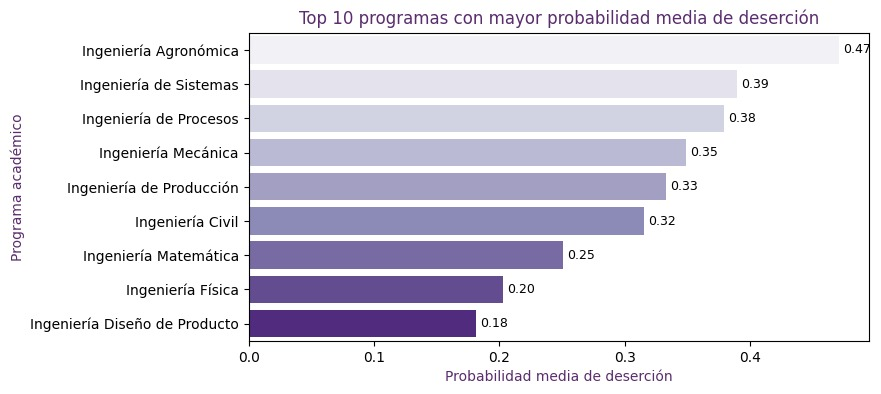 Top 10 programas con mayor probabilidad media de deserción
Programa académico
Ingeniería Agronómica 0.47
Ingeniería de Sistemas 0.39
Ingeniería de Procesos 0.38
Ingeniería Mecánica 0.35
Ingeniería de Producción 0.33
Ingeniería Civil 0.32
Ingeniería Matemática 0.25
Ingeniería Física 0.20
Ingeniería Diseño de Producto 0.18
0.0 0.1 0.2 0.3 0.4
Probabilidad media de deserción